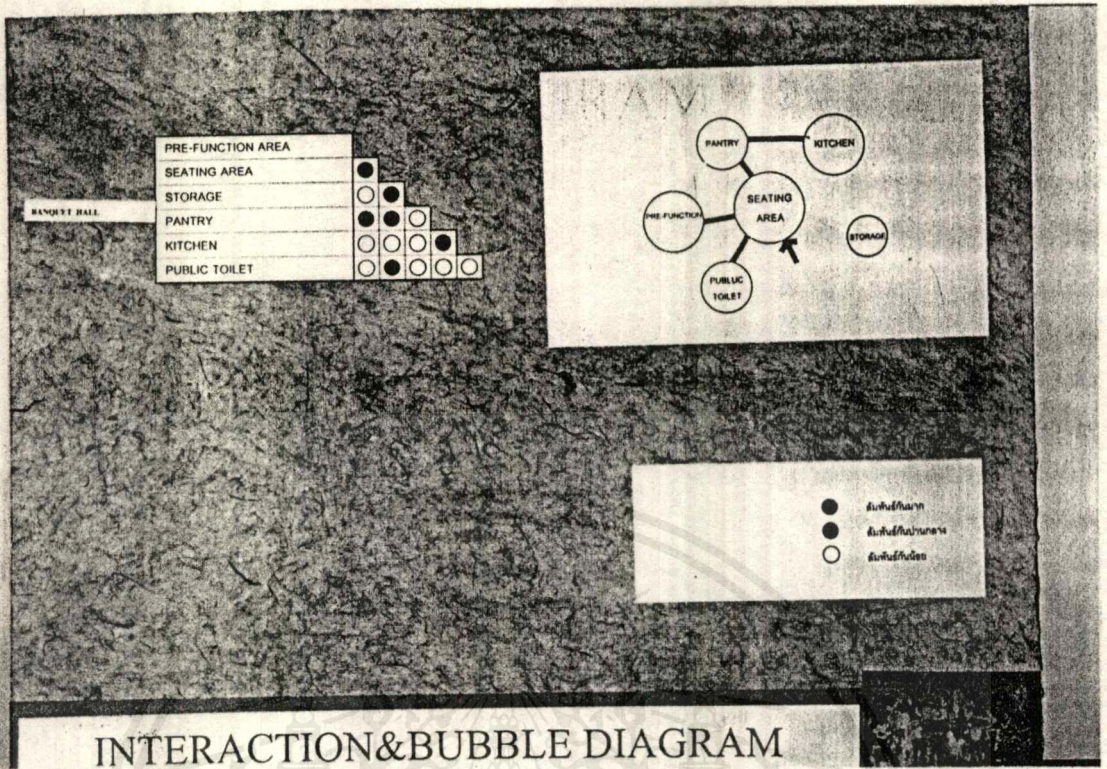 PRE-FUNCTION AREA
SEATING AREA
STORAGE
PANTRY
KITCHEN
PUBLIC TOILET
BANQUET HALL
PANTRY
KITCHEN
SEATING
AREA
PRE-FUNCTION
STORAGE
PUBLUC
TOILET
สัมพันธ์กันมาก
สัมพันธ์กันปานกลาง
สัมพันธ์กันน้อย
INTERACTION&BUBBLE DIAGRAM